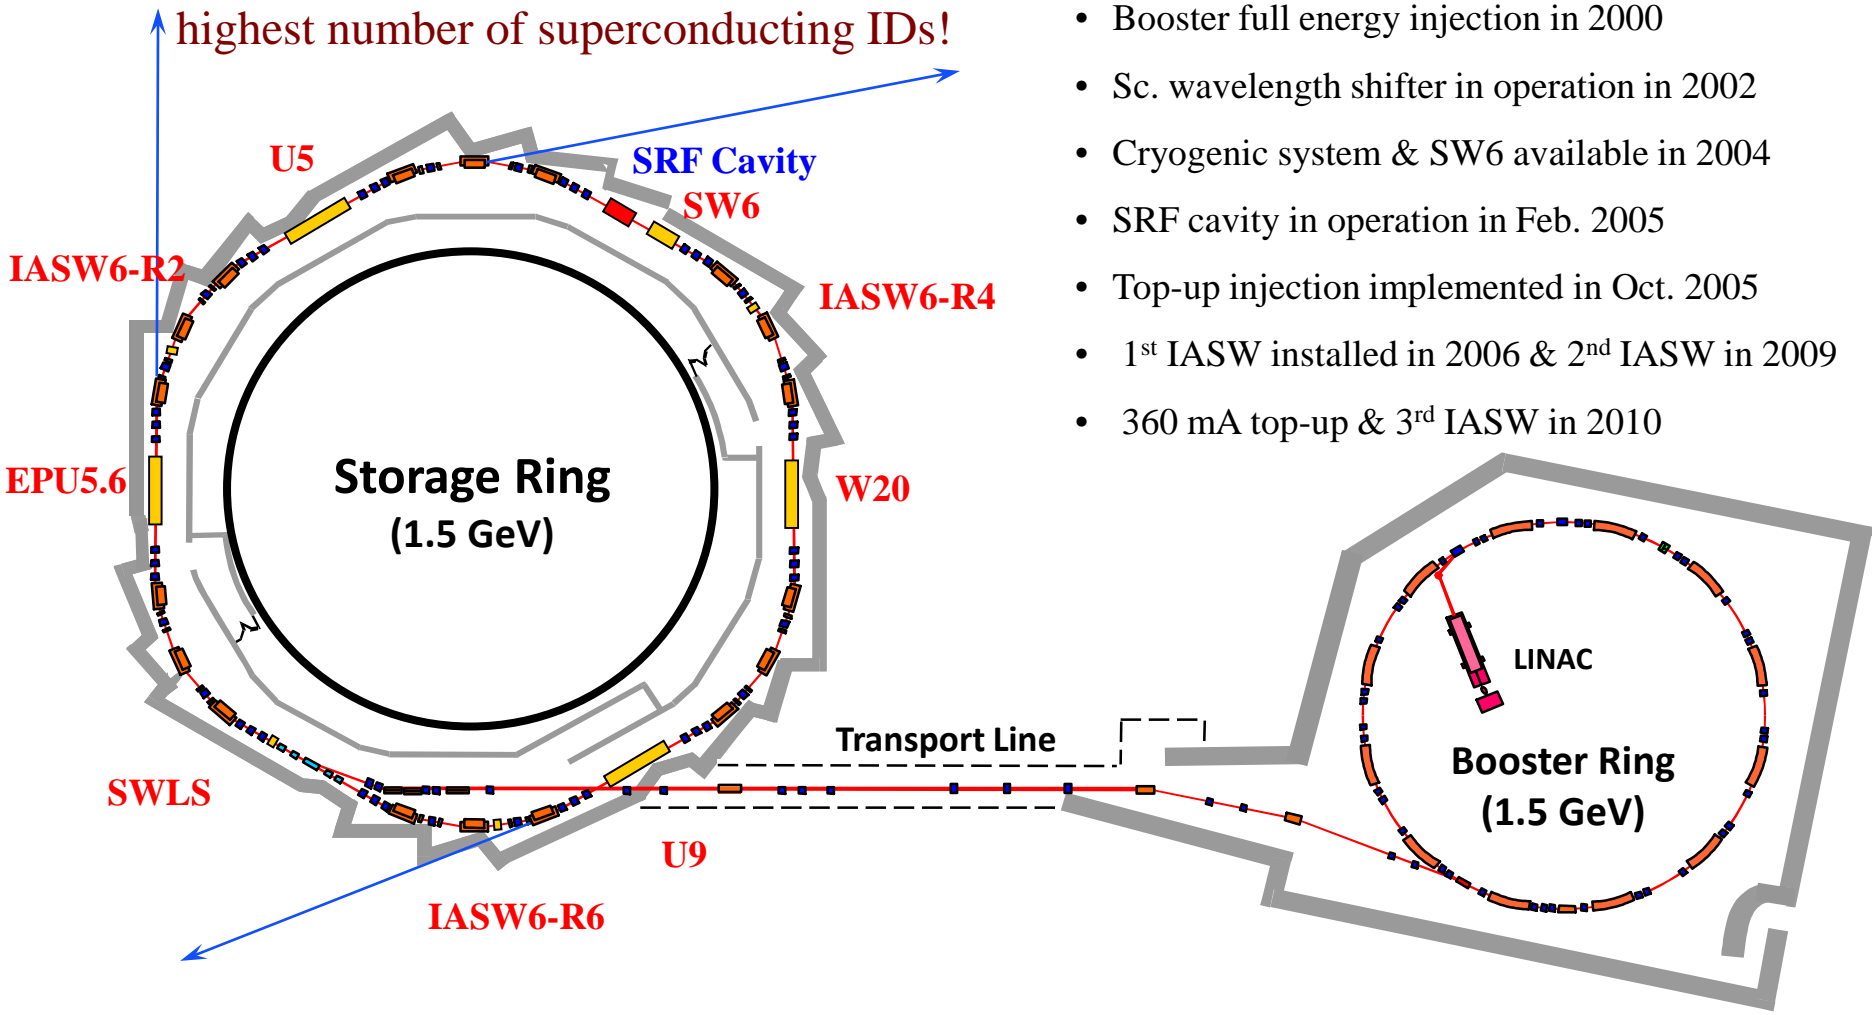 highest number of superconducting IDs!
• Booster full energy injection in 2000
• Sc. wavelength shifter in operation in 2002
• Cryogenic system & SW6 available in 2004
• SRF cavity in operation in Feb. 2005
• Top-up injection implemented in Oct. 2005
• 1st IASW installed in 2006 & 2nd IASW in 2009
• 360 mA top-up & 3rd IASW in 2010
U5
SRF Cavity
SW6
IASW6-R2
IASW6-R4
EPU5.6
Storage Ring
(1.5 GeV)
W20
LINAC
Transport Line
Booster Ring
(1.5 GeV)
SWLS
U9
IASW6-R6